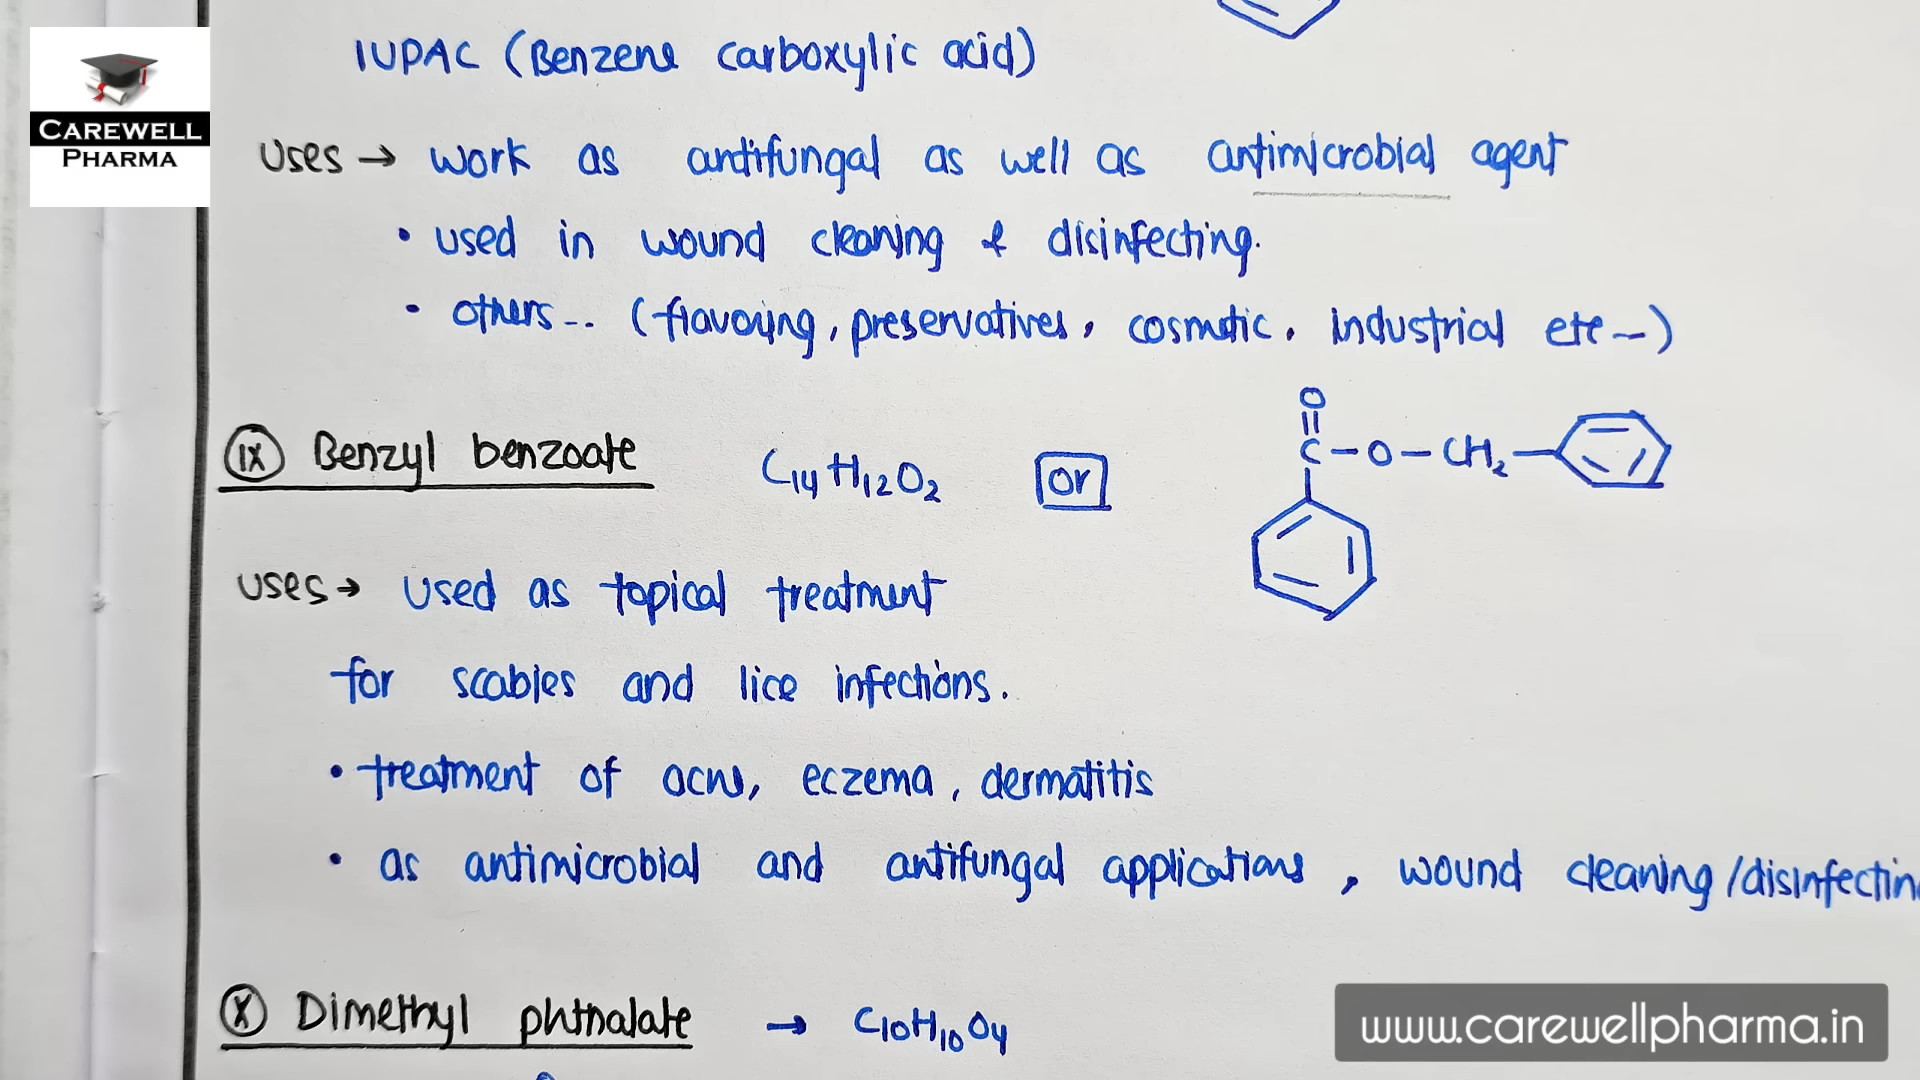 CAREWELL
PHARMA
IUPAC (Benzene carboxylic acid)
Uses → work as antifungal as well as antimicrobial agent
• used in wound cleaning & disinfecting.
• others... (flavoring, preservatives, cosmetic, industrial etc ~)
(IX) Benzyl benzoate C14H12O2 or
O
C-O-CH2-
Uses → Used as topical treatment
for scabies and lice infections.
• treatment of acne, eczema, dermatitis
• as antimicrobial and antifungal applications, wound cleaning/disinfecting
(X) Dimethyl phthalate → C10H10O4
www.carewellpharma.in